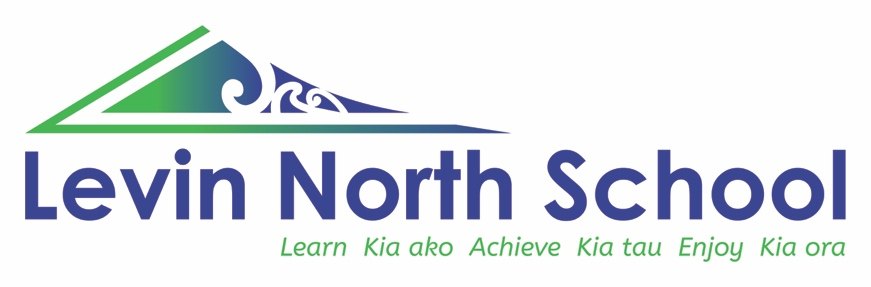 Levin North School
Learn Kia ako Achieve Kia tau Enjoy Kia ora